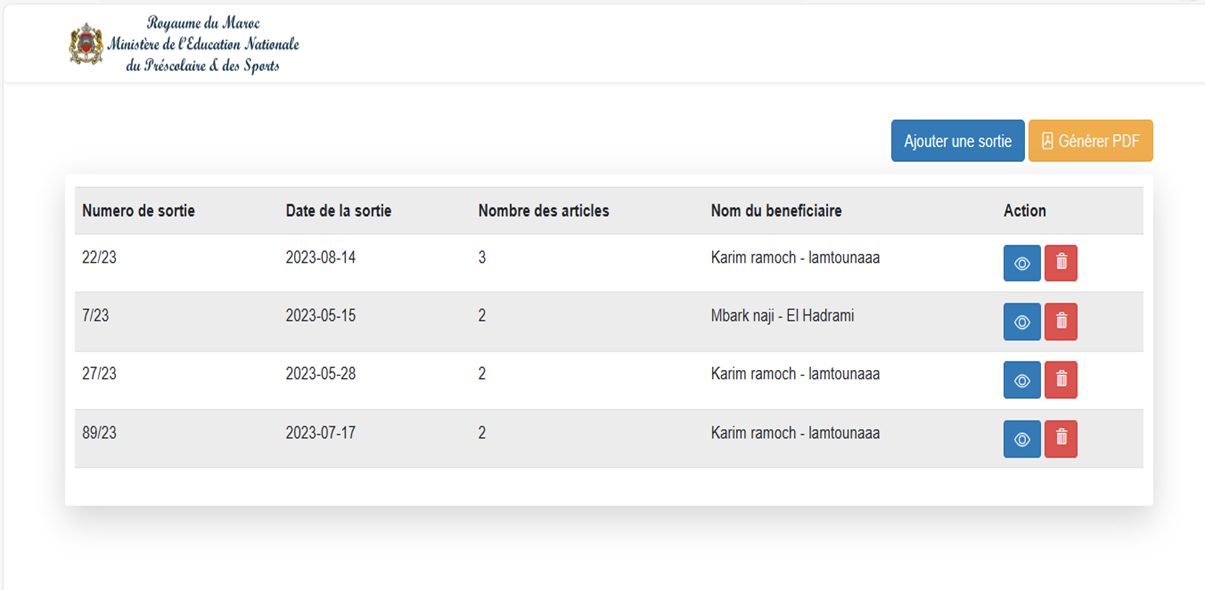 Royaume du Maroc
Ministère de l'Education Nationale
du Préscolaire & des Sports
Ajouter une sortie Générer PDF
Numero de sortie Date de la sortie Nombre des articles Nom du beneficiaire Action
22/23 2023-08-14 3 Karim ramoch - lamtounaaa
7/23 2023-05-15 2 Mbark naji - El Hadrami
27/23 2023-05-28 2 Karim ramoch - lamtounaaa
89/23 2023-07-17 2 Karim ramoch - lamtounaaa